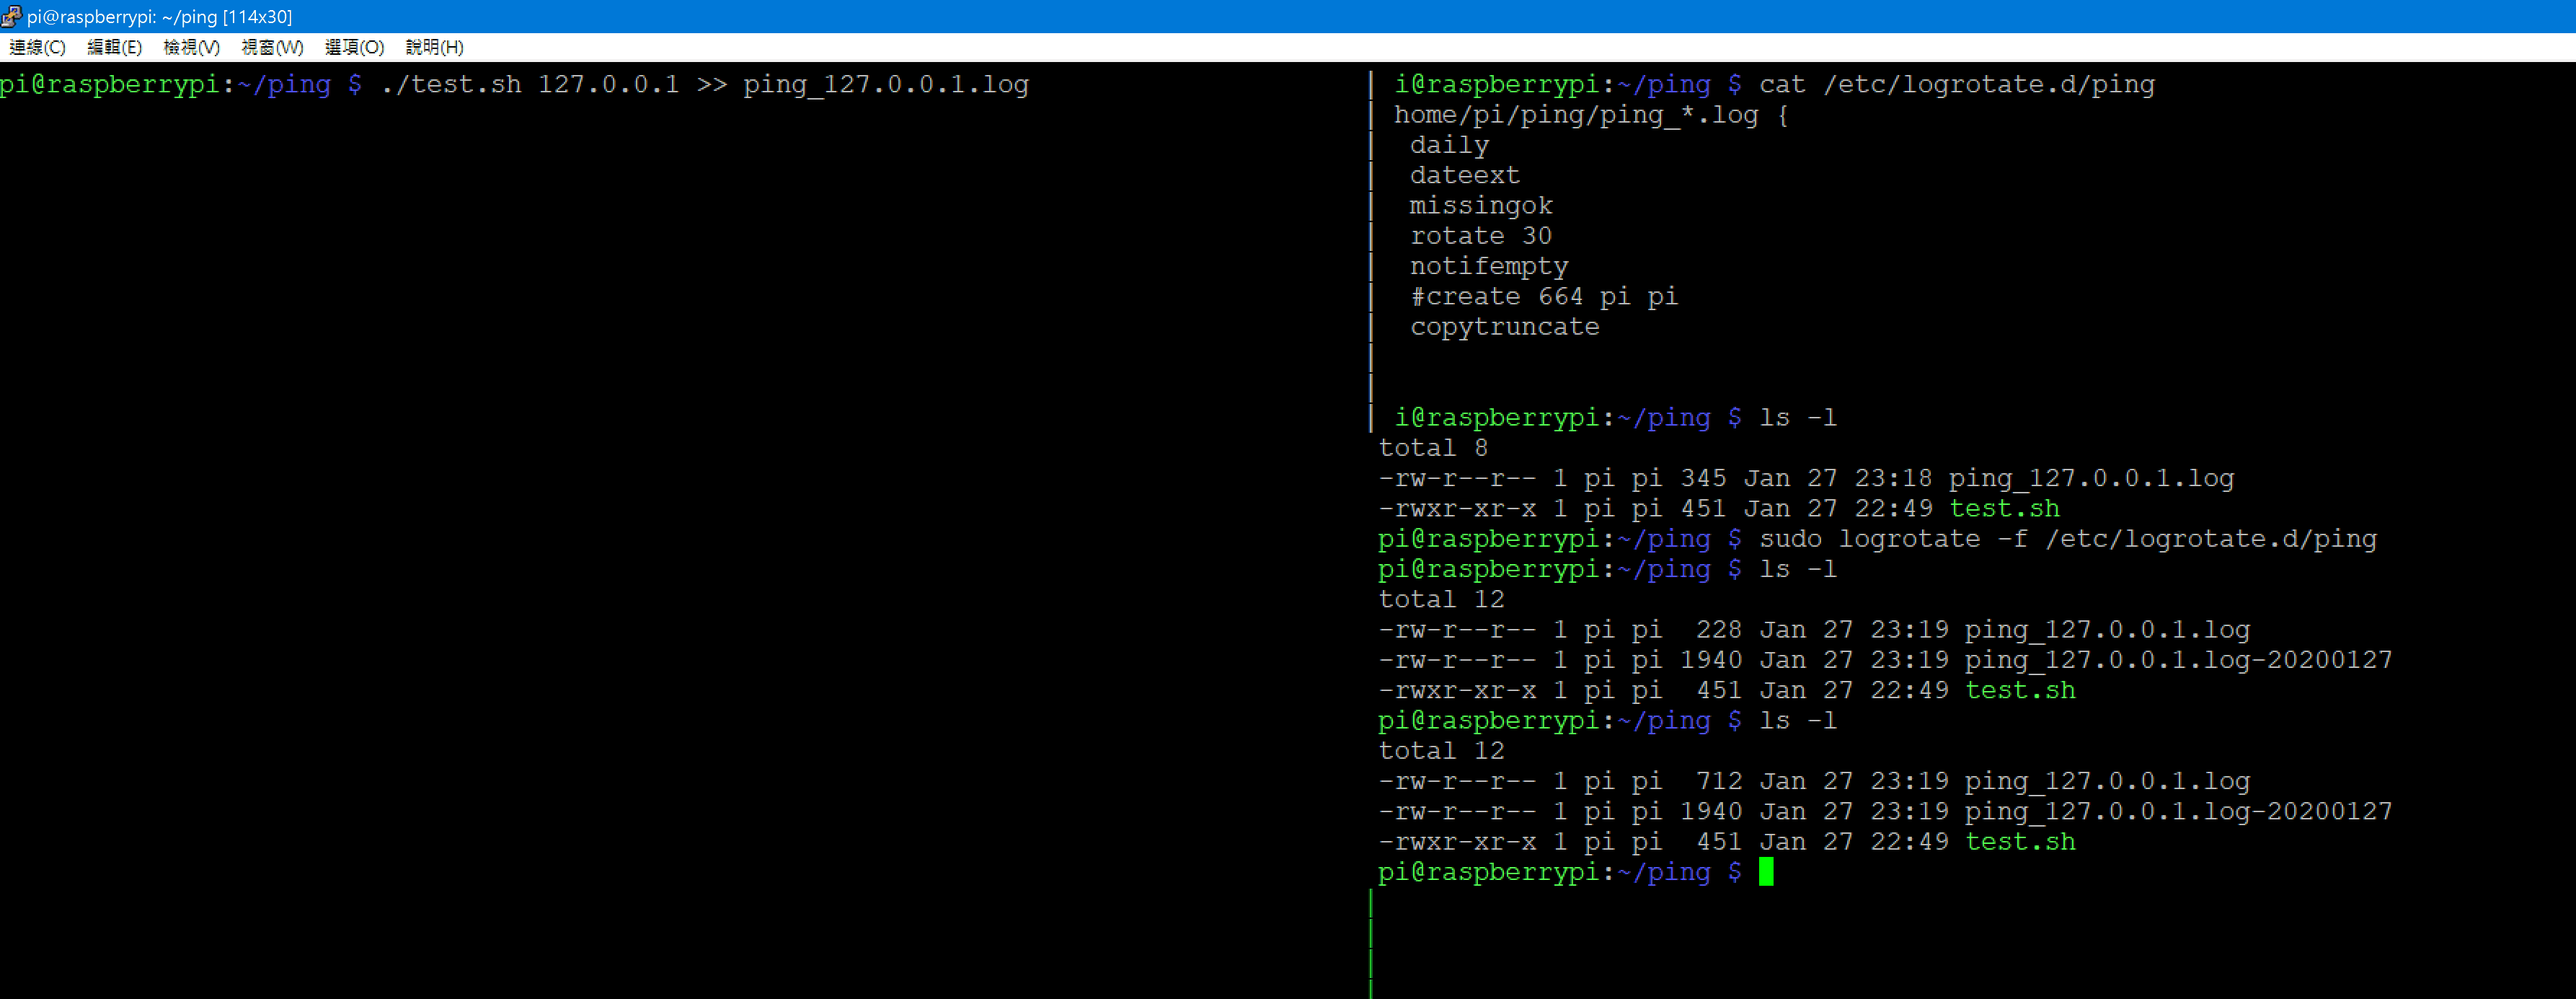 pi@raspberrypi: ~/ping [114x30]
連線(C) 編輯(E) 檢視(V) 視窗(W) 選項(O) 說明(H)
pi@raspberrypi:~/ping $ ./test.sh 127.0.0.1 >> ping_127.0.0.1.log
i@raspberrypi:~/ping $ cat /etc/logrotate.d/ping
home/pi/ping/ping_*.log {
daily
dateext
missingok
rotate 30
notifempty
#create 664 pi pi
copytruncate
i@raspberrypi:~/ping $ ls -l
total 8
-rw-r--r-- 1 pi pi 345 Jan 27 23:18 ping_127.0.0.1.log
-rwxr-xr-x 1 pi pi 451 Jan 27 22:49 test.sh
pi@raspberrypi:~/ping $ sudo logrotate -f /etc/logrotate.d/ping
pi@raspberrypi:~/ping $ ls -l
total 12
-rw-r--r-- 1 pi pi  228 Jan 27 23:19 ping_127.0.0.1.log
-rw-r--r-- 1 pi pi 1940 Jan 27 23:19 ping_127.0.0.1.log-20200127
-rwxr-xr-x 1 pi pi  451 Jan 27 22:49 test.sh
pi@raspberrypi:~/ping $ ls -l
total 12
-rw-r--r-- 1 pi pi  712 Jan 27 23:19 ping_127.0.0.1.log
-rw-r--r-- 1 pi pi 1940 Jan 27 23:19 ping_127.0.0.1.log-20200127
-rwxr-xr-x 1 pi pi  451 Jan 27 22:49 test.sh
pi@raspberrypi:~/ping $